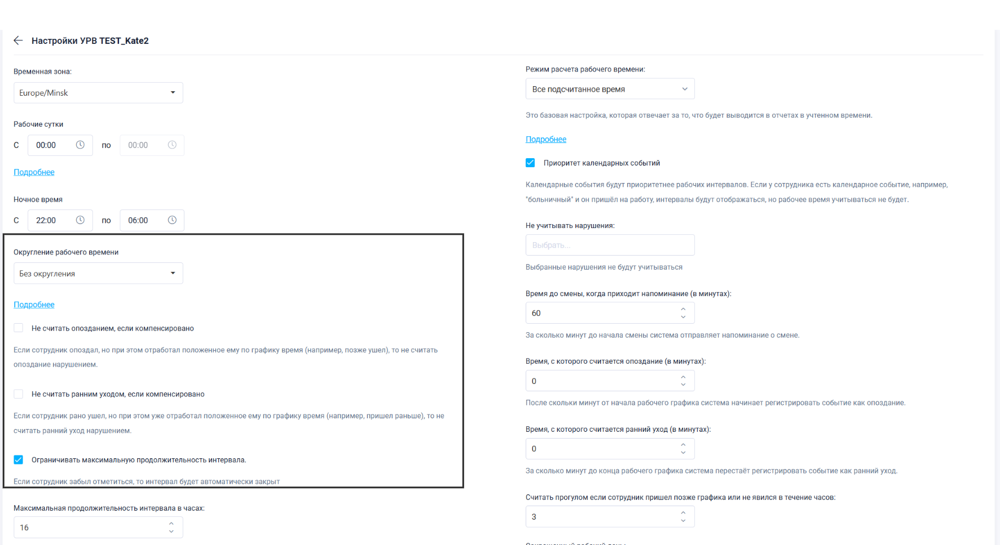 Настройки УРВ TEST_Kate2
Временная зона:
Europe/Minsk
Рабочие сутки
С 00:00 по 00:00
Подробнее
Ночное время
С 22:00 по 06:00
Округление рабочего времени
Без округления
Подробнее
Не считать опозданием, если компенсировано
Если сотрудник опоздал, но при этом отработал положенное ему по графику время (например, позже ушел), то не считать
опоздание нарушением.
Не считать ранним уходом, если компенсировано
Если сотрудник рано ушел, но при этом уже отработал положенное ему по графику время (например, пришел раньше), то не
считать ранний уход нарушением.
Ограничивать максимальную продолжительность интервала.
Если сотрудник забыл отметиться, то интервал будет автоматически закрыт
Максимальная продолжительность интервала в часах:
16
Режим расчета рабочего времени:
Все подсчитанное время
Это базовая настройка, которая отвечает за то, что будет выводится в отчетах в учтенном времени.
Подробнее
Приоритет календарных событий
Календарные события будут приоритетнее рабочих интервалов. Если у сотрудника есть календарное событие, например,
"больничный" и он пришёл на работу, интервалы будут отображаться, но рабочее время учитываться не будет.
Не учитывать нарушения:
Выбрать...
Выбранные нарушения не будут учитываться
Время до смены, когда приходит напоминание (в минутах):
60
За сколько минут до начала смены система отправляет напоминание о смене.
Время, с которого считается опоздание (в минутах):
0
После скольки минут от начала рабочего графика система начинает регистрировать событие как опоздание.
Время, с которого считается ранний уход (в минутах):
0
За сколько минут до конца рабочего графика система перестаёт регистрировать событие как ранний уход.
Считать прогулом если сотрудник пришел позже графика или не явился в течение часов:
3